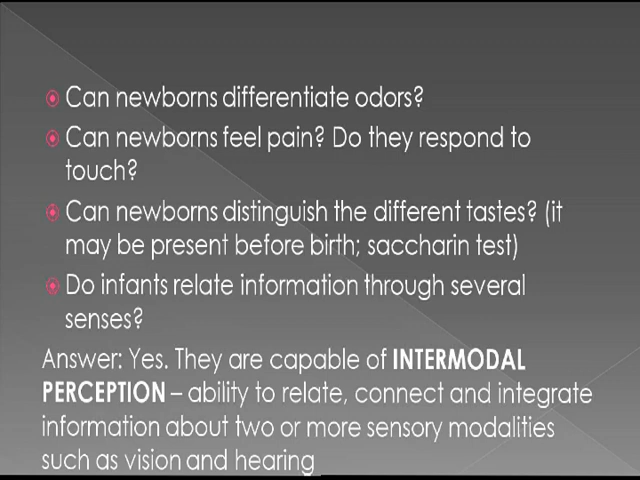 Can newborns differentiate odors?
Can newborns feel pain? Do they respond to
touch?
Can newborns distinguish the different tastes? (it
may be present before birth; saccharin test)
Do infants relate information through several
senses?
Answer: Yes. They are capable of INTERMODAL
PERCEPTION – ability to relate, connect and integrate
information about two or more sensory modalities
such as vision and hearing